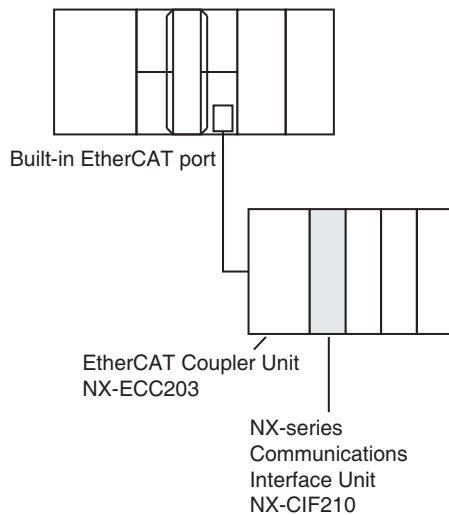 Built-in EtherCAT port
EtherCAT Coupler Unit
NX-ECC203
NX-series
Communications
Interface Unit
NX-CIF210